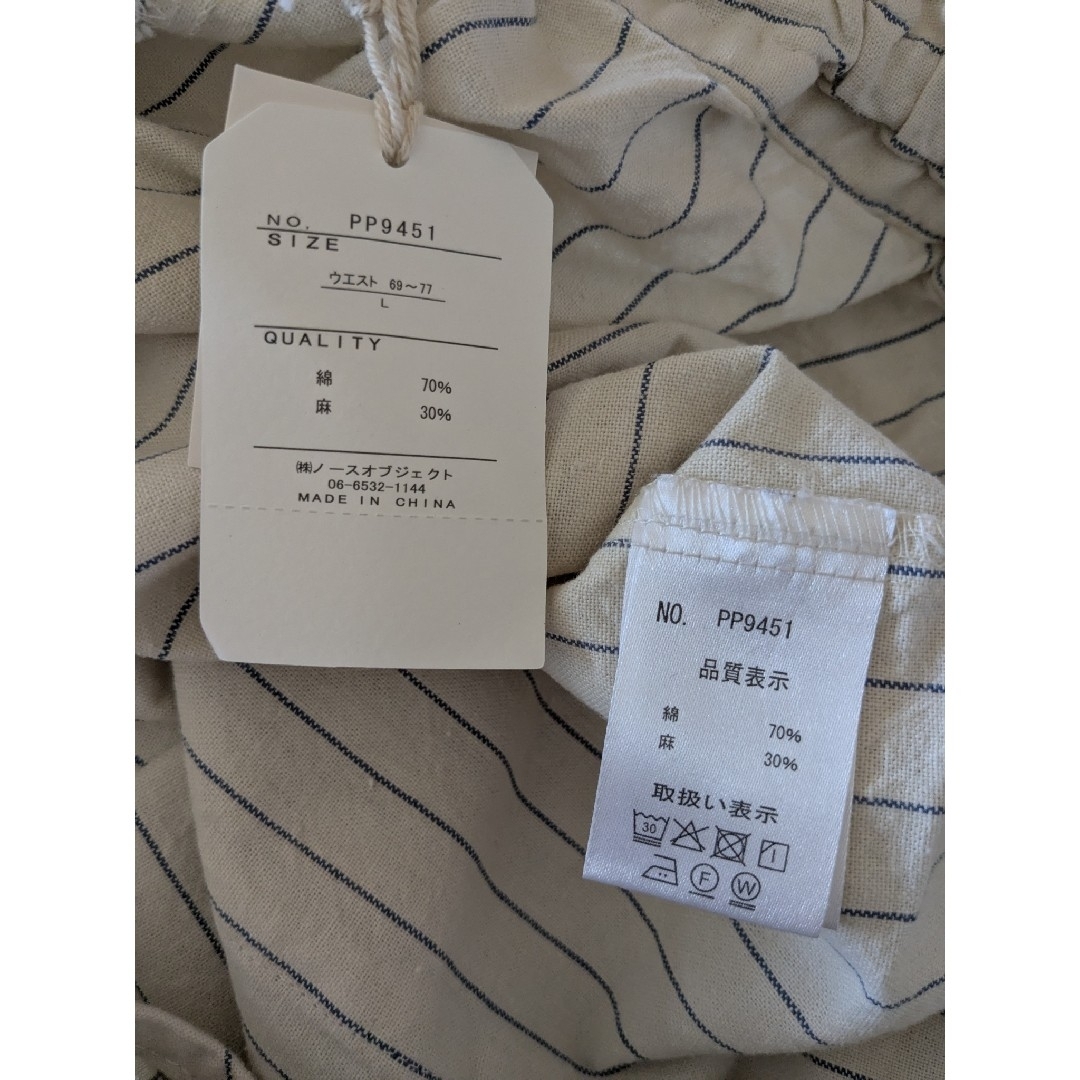 NO. PP9451
SIZE
ウエスト 69～77
L
QUALITY
綿 70%
麻 30%
㈱ノースオブジェクト
06-6532-1144
MADE IN CHINA
NO. PP9451
品質表示
綿 70%
麻 30%
取扱い表示
30
F W